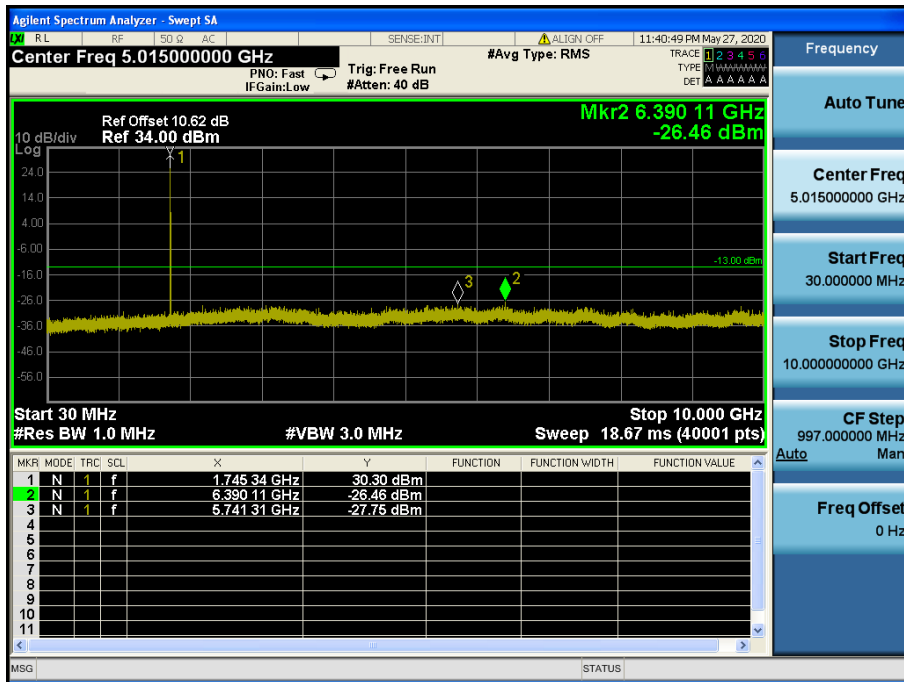 Agilent Spectrum Analyzer - Swept SA
LXI RL RF 50 Ω AC SENSE:INT ALIGN OFF 11:40:49 PM May 27, 2020
Center Freq 5.015000000 GHz
PNO: Fast
IFGain:Low
Trig: Free Run
#Atten: 40 dB
#Avg Type: RMS
TRACE 1 2 3 4 5 6
TYPE M WWWWW
DET A A A A A A
Mkr2 6.390 11 GHz
-26.46 dBm
Ref Offset 10.62 dB
10 dB/div Ref 34.00 dBm
Log
1
24.0
14.0
4.00
-6.00
-13.00 dBm
-16.0
3
2
-26.0
-36.0
-46.0
-56.0
Start 30 MHz Stop 10.000 GHz
#Res BW 1.0 MHz #VBW 3.0 MHz Sweep 18.67 ms (40001 pts)
MKR MODE TRC SCL X Y FUNCTION FUNCTION WIDTH FUNCTION VALUE
1 N 1 f 1.745 34 GHz 30.30 dBm
2 N 1 f 6.390 11 GHz -26.46 dBm
3 N 1 f 5.741 31 GHz -27.75 dBm
4
5
6
7
8
9
10
11
MSG STATUS
Frequency
Auto Tune
Center Freq
5.015000000 GHz
Start Freq
30.000000 MHz
Stop Freq
10.000000000 GHz
CF Step
997.000000 MHz
Auto Man
Freq Offset
0 Hz